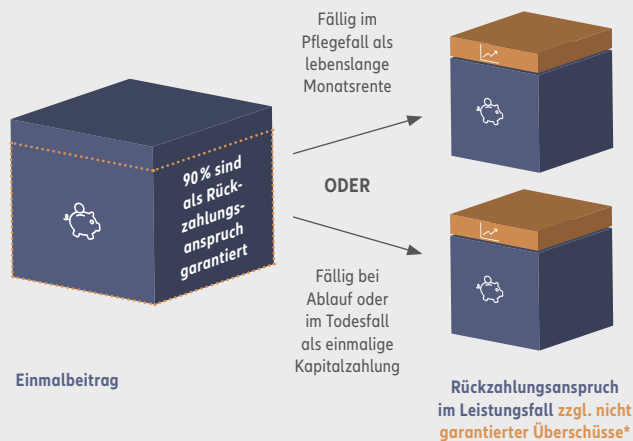 Fällig im
Pflegefall als
lebenslange
Monatsrente
90 % sind
als Rück-
zahlungs-
anspruch
garantiert
ODER
Fällig bei
Ablauf oder
im Todesfall
als einmalige
Kapitalzahlung
Einmalbeitrag
Rückzahlungsanspruch
im Leistungsfall zzgl. nicht
garantierter Überschüsse*